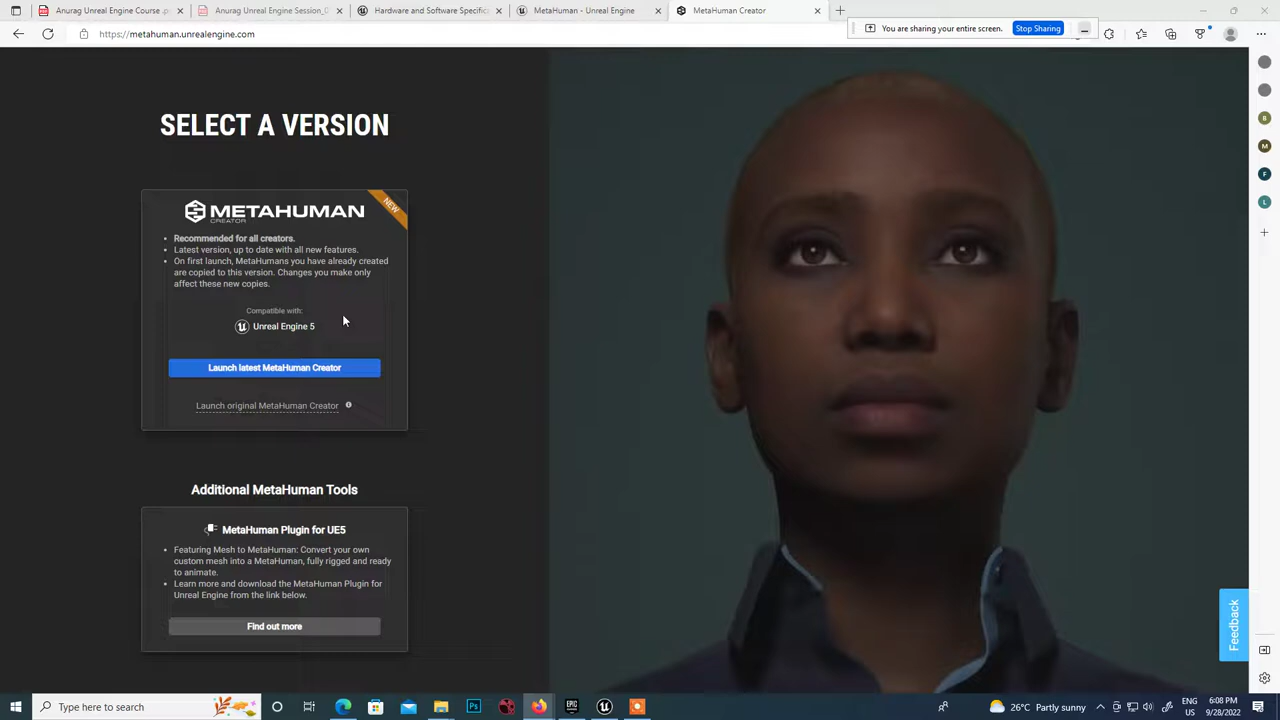 Anurag Unreal Engine Course .p
Anurag Unreal Engine Session_0
Hardware and Software Specific
MetaHuman - Unreal Engine
MetaHuman Creator
https://metahuman.unrealengine.com
You are sharing your entire screen.
Stop Sharing
SELECT A VERSION
METAHUMAN
CREATOR
NEW
Recommended for all creators.
Latest version, up to date with all new features.
On first launch, MetaHumans you have already created
are copied to this version. Changes you make only
affect these new copies.
Compatible with:
Unreal Engine 5
Launch latest MetaHuman Creator
Launch original MetaHuman Creator
Additional MetaHuman Tools
MetaHuman Plugin for UE5
Featuring Mesh to MetaHuman: Convert your own
custom mesh into a MetaHuman, fully rigged and ready
to animate.
Learn more and download the MetaHuman Plugin for
Unreal Engine from the link below.
Find out more
Feedback
B
M
F
L
Type here to search
Ps
EPIC
26°C Partly sunny
ENG
US
6:08 PM
9/28/2022